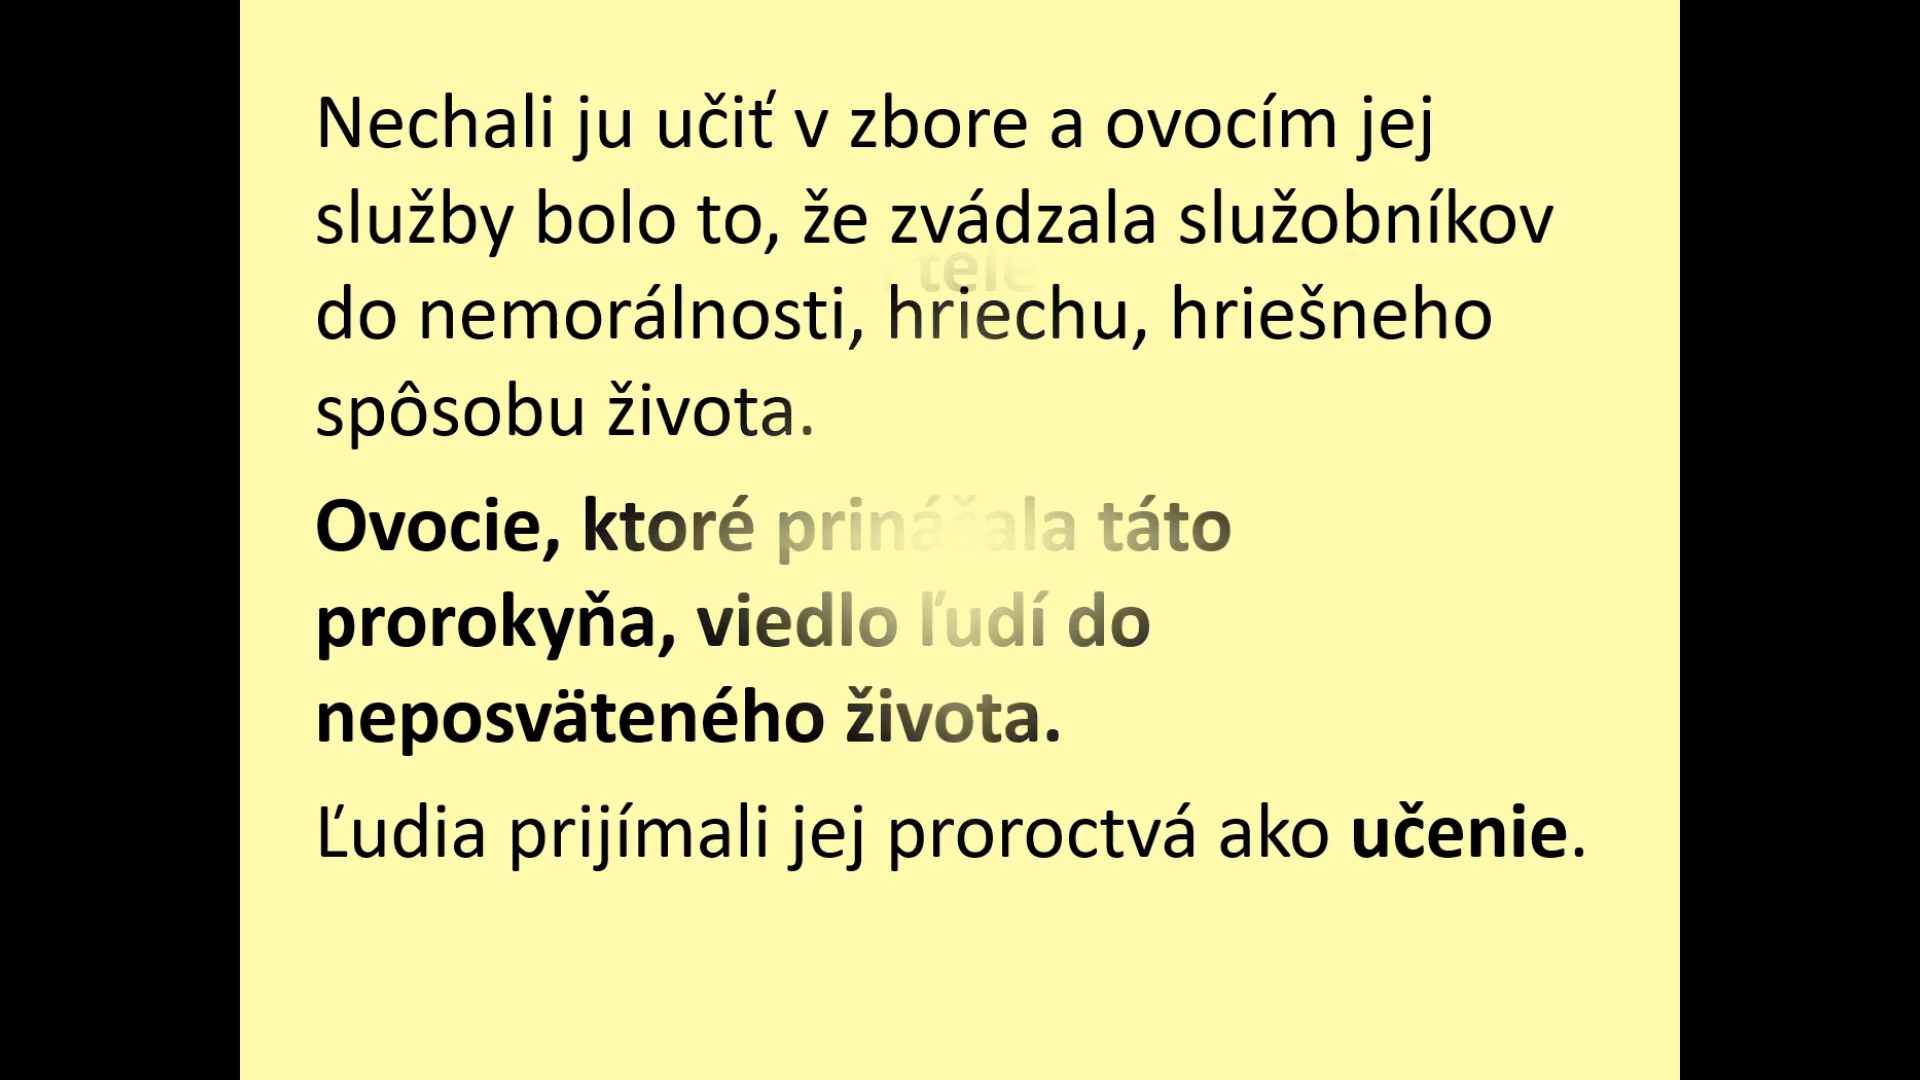 Nechali ju učiť v zbore a ovocím jej
služby bolo to, že zvádzala služobníkov
do nemorálnosti, hriechu, hriešneho
spôsobu života.
Ovocie, ktoré prinášala táto
prorokyňa, viedlo ľudí do
neposväteného života.
Ľudia prijímali jej proroctvá ako učenie.